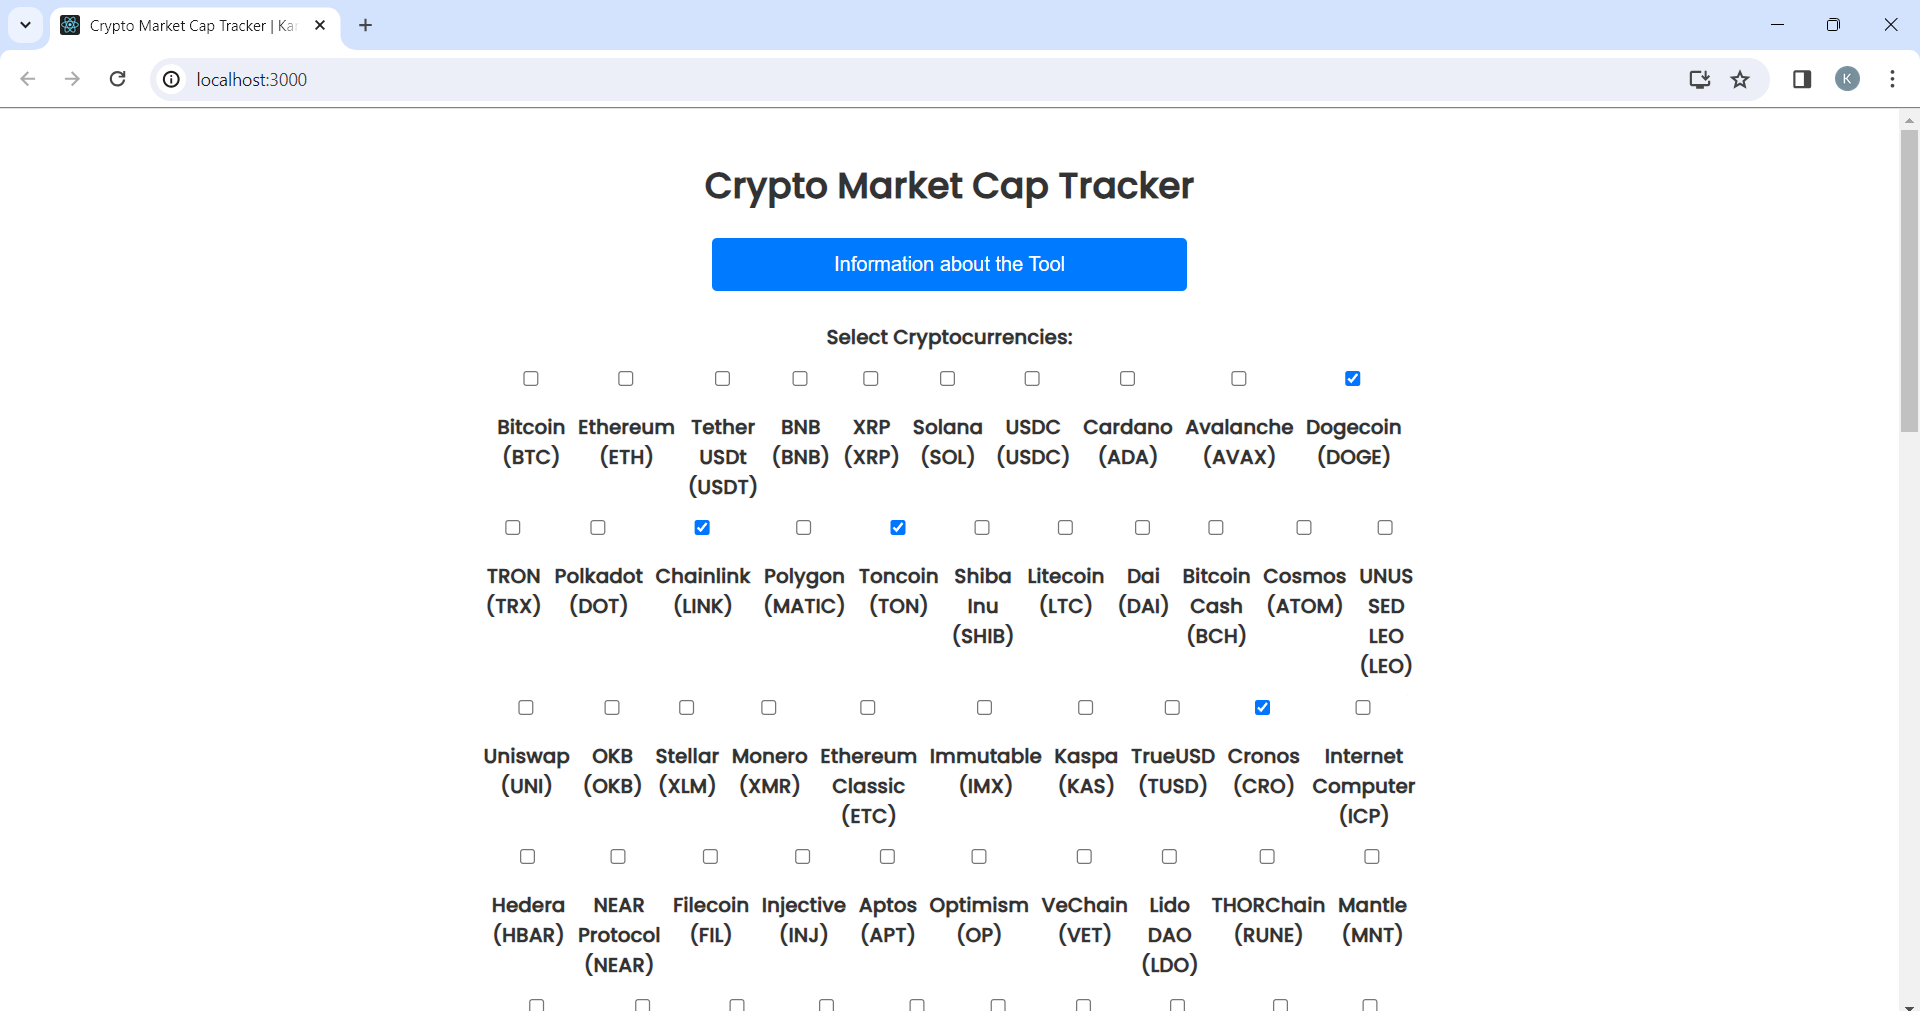 Crypto Market Cap Tracker | Kar
localhost:3000
K
Crypto Market Cap Tracker
Information about the Tool
Select Cryptocurrencies:
Bitcoin Ethereum Tether BNB XRP Solana USDC Cardano Avalanche Dogecoin
(BTC) (ETH) USDt (BNB) (XRP) (SOL) (USDC) (ADA) (AVAX) (DOGE)
(USDT)
TRON Polkadot Chainlink Polygon Toncoin Shiba Litecoin Dai Bitcoin Cosmos UNUS
(TRX) (DOT) (LINK) (MATIC) (TON) Inu (LTC) (DAI) Cash (ATOM) SED
(SHIB) (BCH) LEO
(LEO)
Uniswap OKB Stellar Monero Ethereum Immutable Kaspa TrueUSD Cronos Internet
(UNI) (OKB) (XLM) (XMR) Classic (IMX) (KAS) (TUSD) (CRO) Computer
(ETC) (ICP)
Hedera NEAR Filecoin Injective Aptos Optimism VeChain Lido THORChain Mantle
(HBAR) Protocol (FIL) (INJ) (APT) (OP) (VET) DAO (RUNE) (MNT)
(NEAR) (LDO)